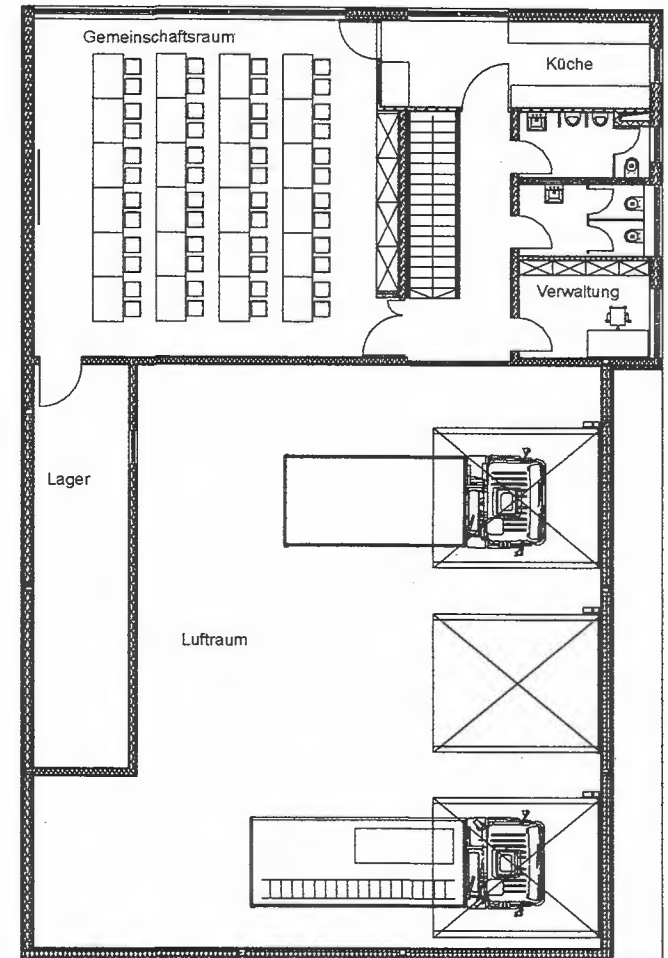 Gemeinschaftsraum
Küche
Verwaltung
Lager
Luftraum